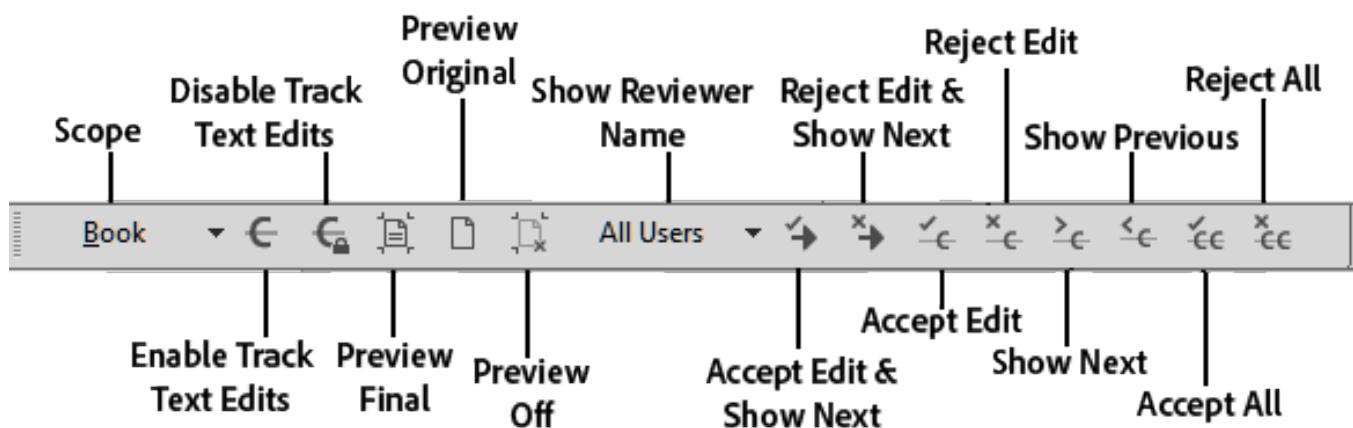 Preview
Original
Reject Edit
Disable Track
Text Edits
Show Reviewer
Name
Reject Edit &
Show Next
Reject All
Scope
Show Previous
Book
All Users
Enable Track
Text Edits
Preview
Final
Preview
Off
Accept Edit &
Show Next
Accept Edit
Show Next
Accept All